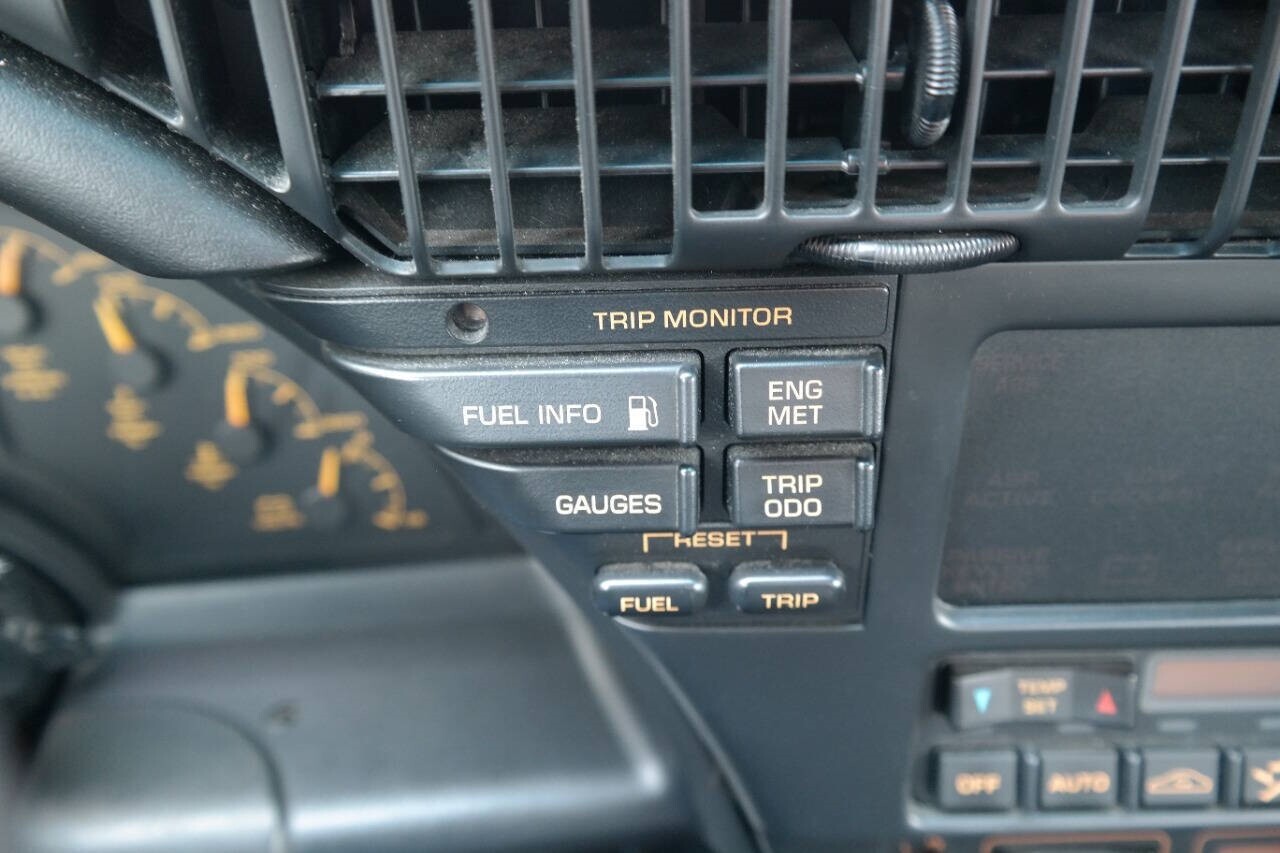 TRIP MONITOR
FUEL INFO
ENG
MET
GAUGES
TRIP
ODO
RESET
FUEL
TRIP
TEMP
SET
OFF
AUTO